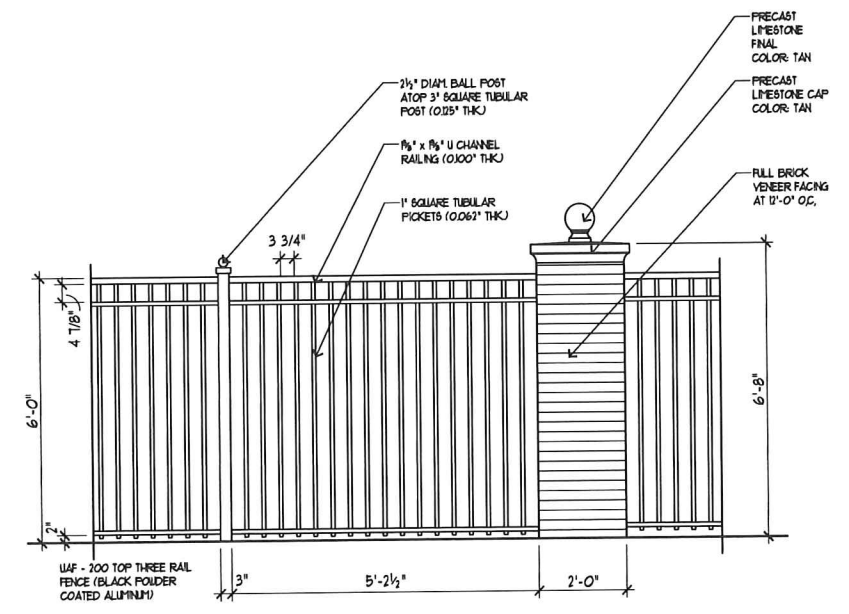 PRECAST
LIMESTONE
FINAL
COLOR: TAN
PRECAST
LIMESTONE CAP
COLOR: TAN
2½" DIAM. BALL POST
ATOP 3" SQUARE TUBULAR
POST (0.125" THK.)
1⅝" x 1⅝" U CHANNEL
RAILING (0.100" THK.)
1" SQUARE TUBULAR
PICKETS (0.062" THK.)
FULL BRICK
VENEER FACING
AT 12'-0" O.C.
3 3/4"
4 7/8"
6'-0"
6'-8"
2"
UAF - 200 TOP THREE RAIL
FENCE (BLACK POWDER
COATED ALUMINUM)
3"
5'-2½"
2'-0"